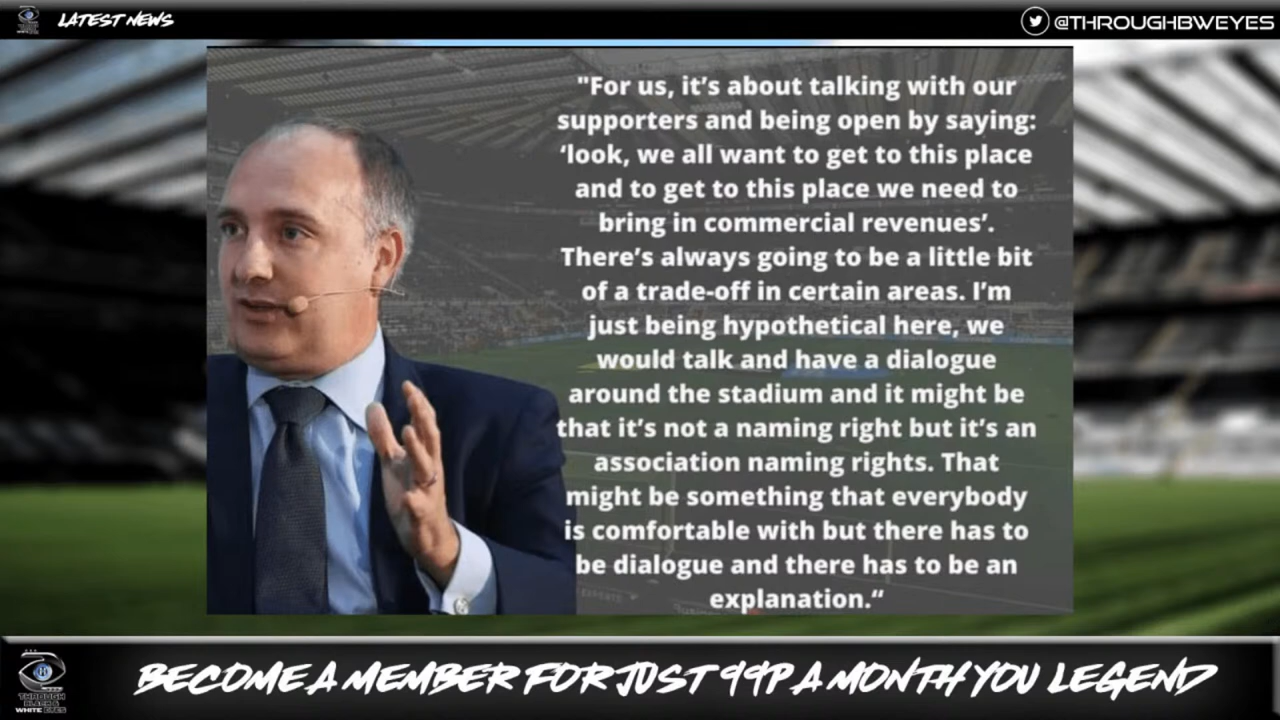 LATEST NEWS
@THROUGHBWEYES
"For us, it’s about talking with our
supporters and being open by saying:
‘look, we all want to get to this place
and to get to this place we need to
bring in commercial revenues’.
There’s always going to be a little bit
of a trade-off in certain areas. I’m
just being hypothetical here, we
would talk and have a dialogue
around the stadium and it might be
that it’s not a naming right but it’s an
association naming rights. That
might be something that everybody
is comfortable with but there has to
be dialogue and there has to be an
explanation.“
BECOME A MEMBER FOR JUST 99P A MONTH YOU LEGEND
THROUGH
BLACK &
WHITE EYES